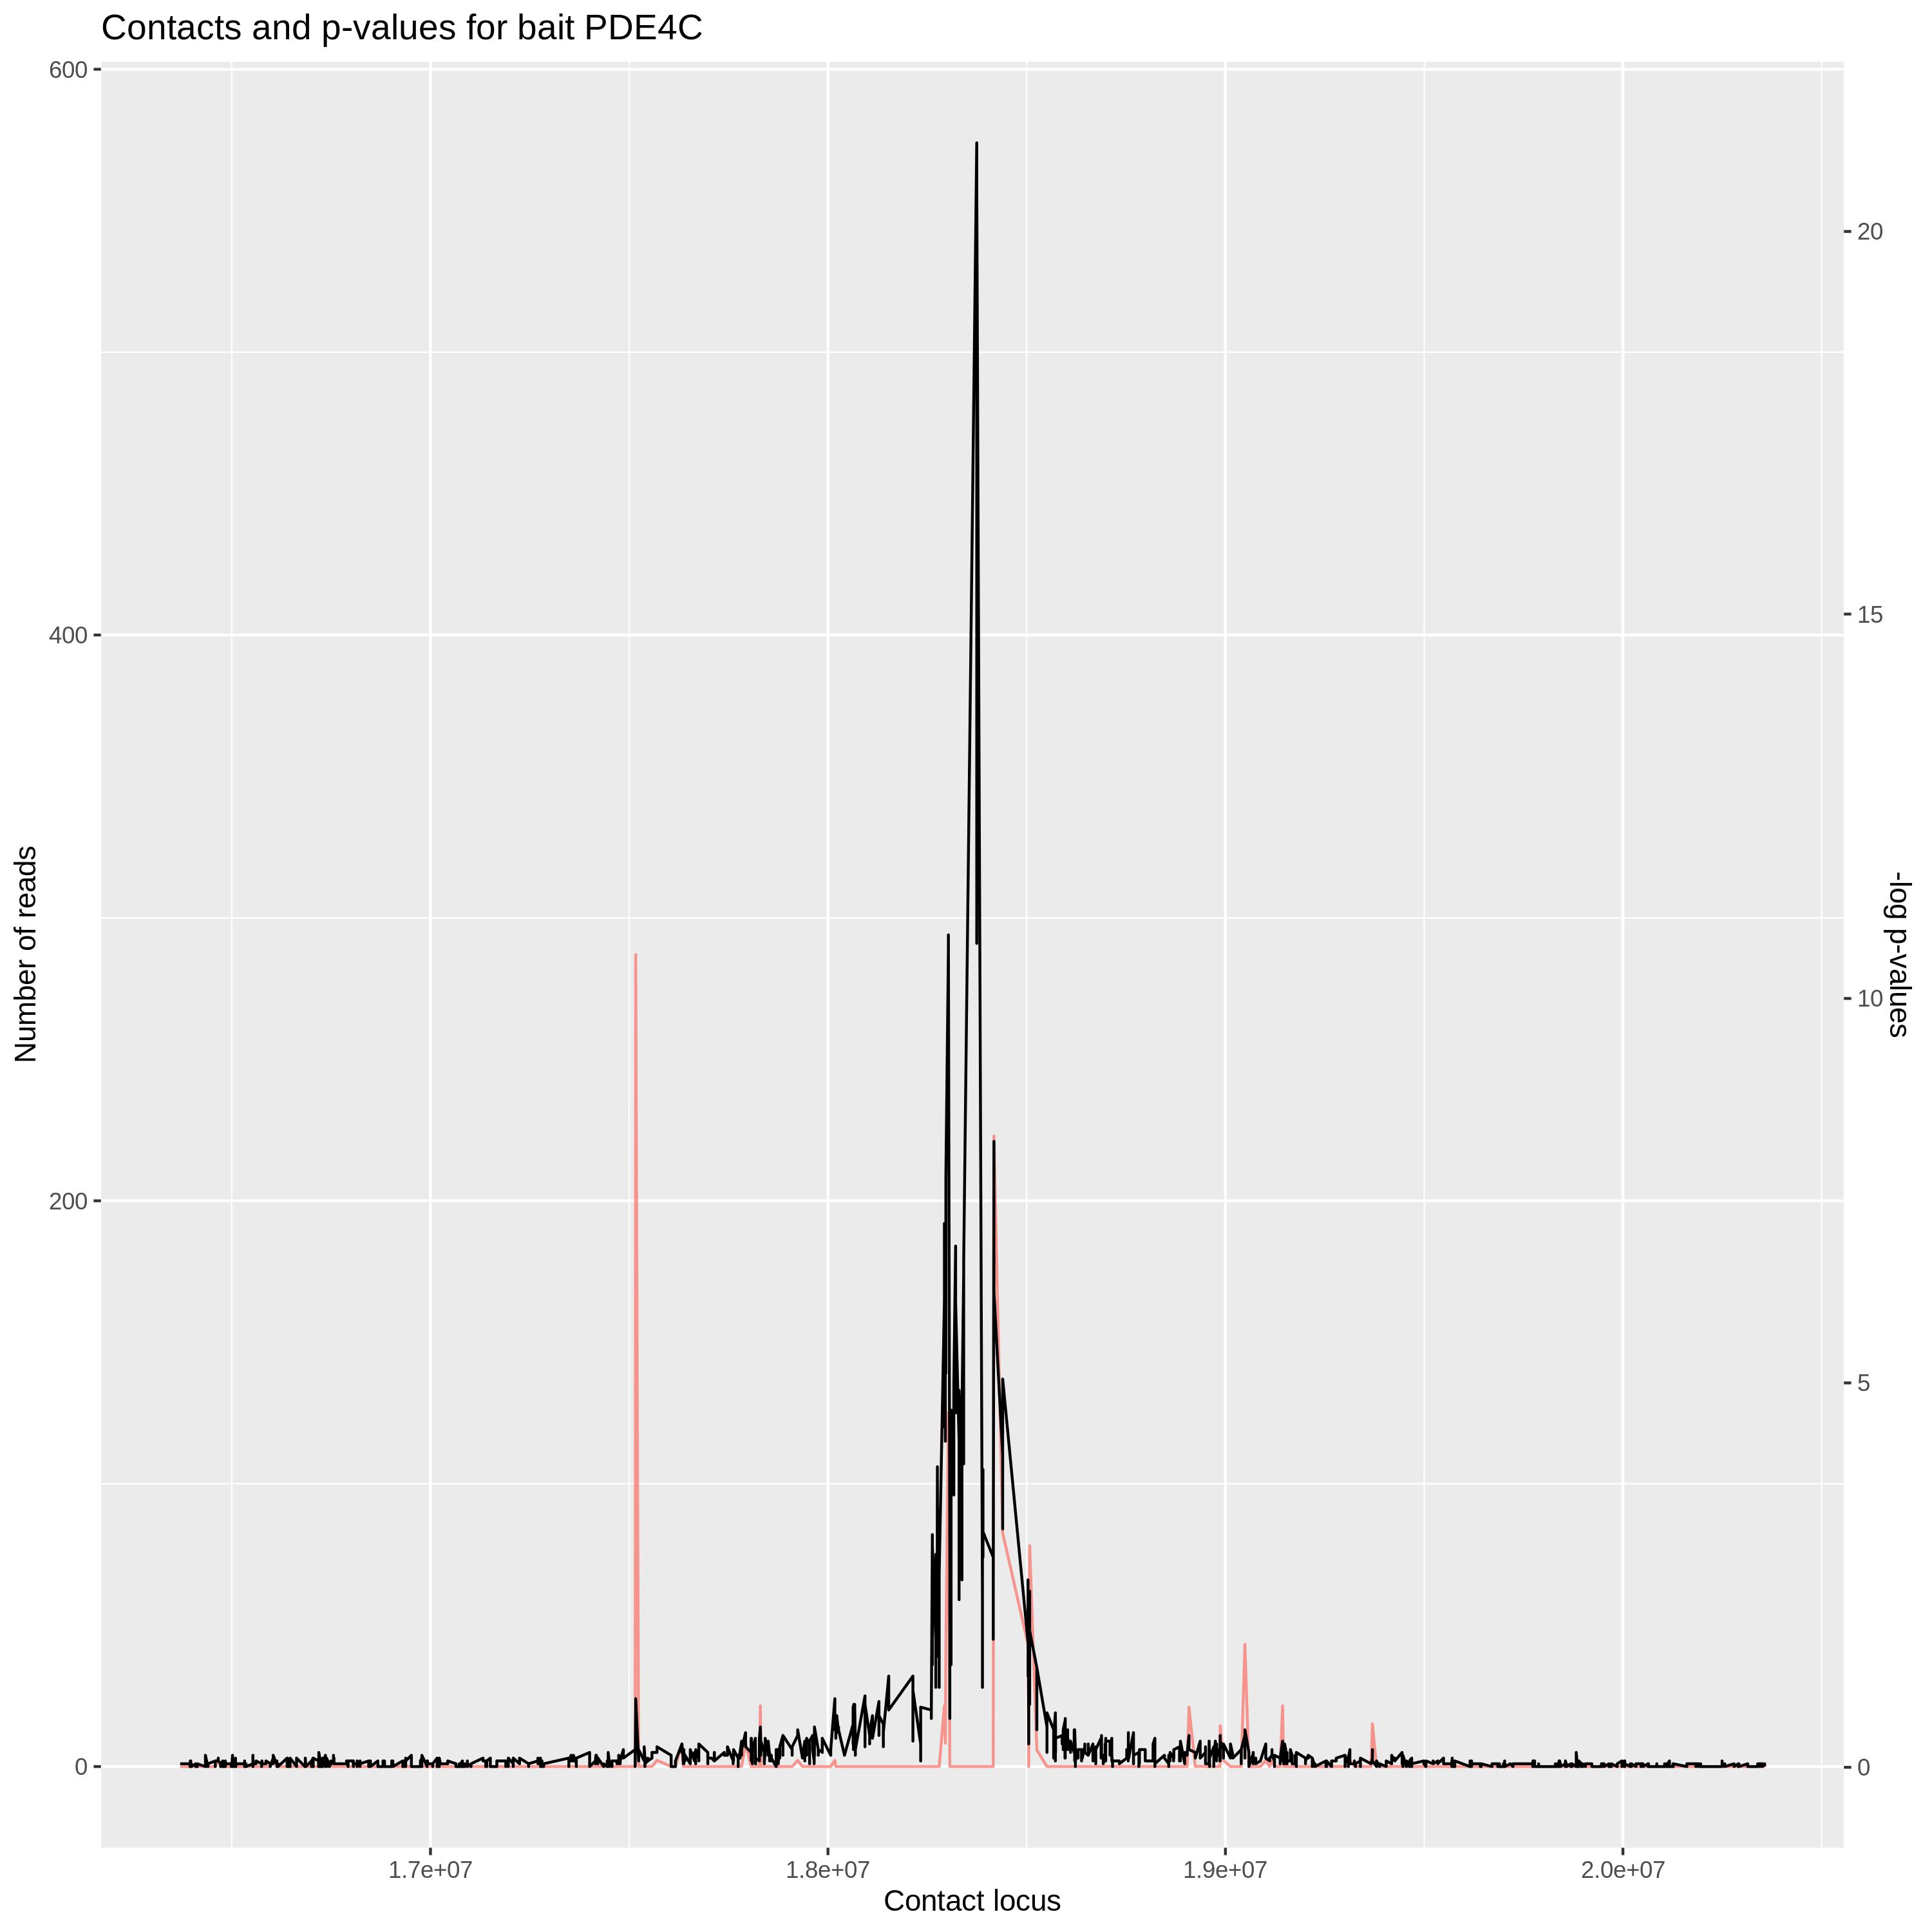 Contacts and p-values for bait PDE4C
600
400
200
0
Number of reads
20
15
10
5
0
-log p-values
1.7e+07
1.8e+07
1.9e+07
2.0e+07
Contact locus